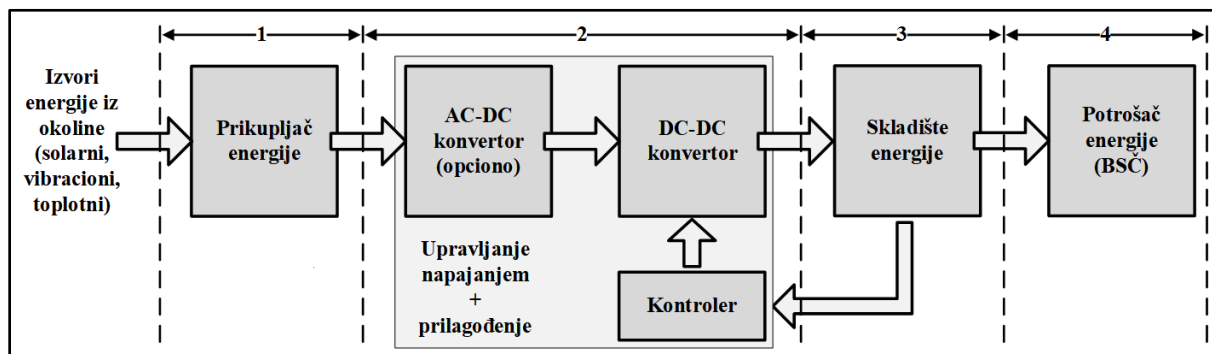 1
2
3
4
Izvori
energije iz
okoline
(solarni,
vibracioni,
toplotni)
Prikupljač
energije
AC-DC
konvertor
(opciono)
DC-DC
konvertor
Skladište
energije
Potrošač
energije
(BSČ)
Upravljanje
napajanjem
+
prilagođenje
Kontroler